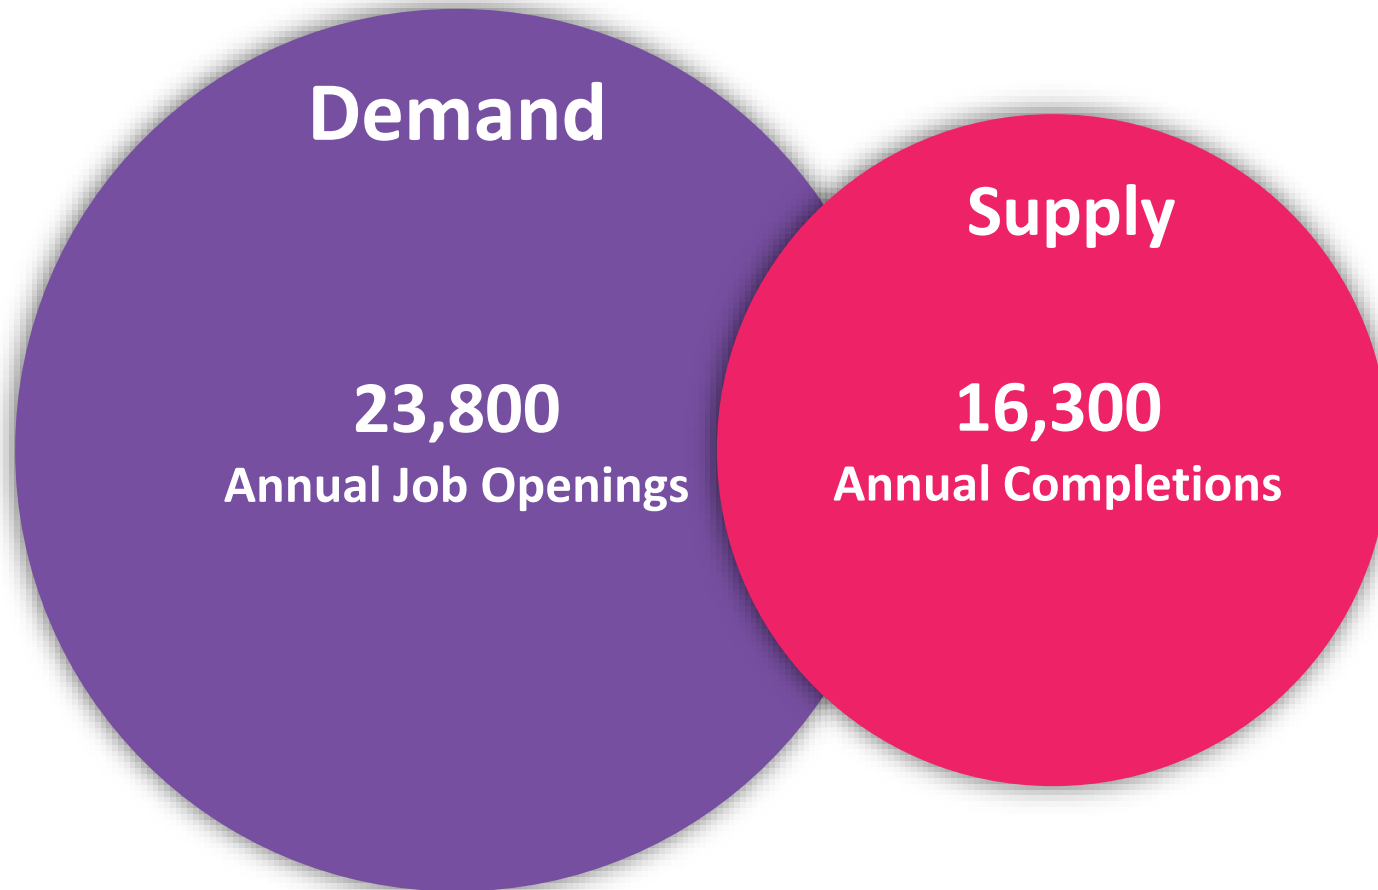 Demand
23,800
Annual Job Openings
Supply
16,300
Annual Completions